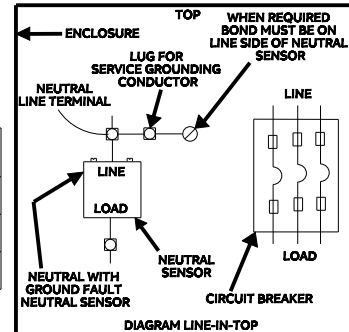 TOP
ENCLOSURE
WHEN REQUIRED
BOND MUST BE ON
LINE SIDE OF NEUTRAL
SENSOR
LUG FOR
SERVICE GROUNDING
CONDUCTOR
NEUTRAL
LINE TERMINAL
LINE
LINE
LOAD
LOAD
NEUTRAL WITH
GROUND FAULT
NEUTRAL SENSOR
NEUTRAL
SENSOR
CIRCUIT BREAKER
DIAGRAM LINE-IN-TOP